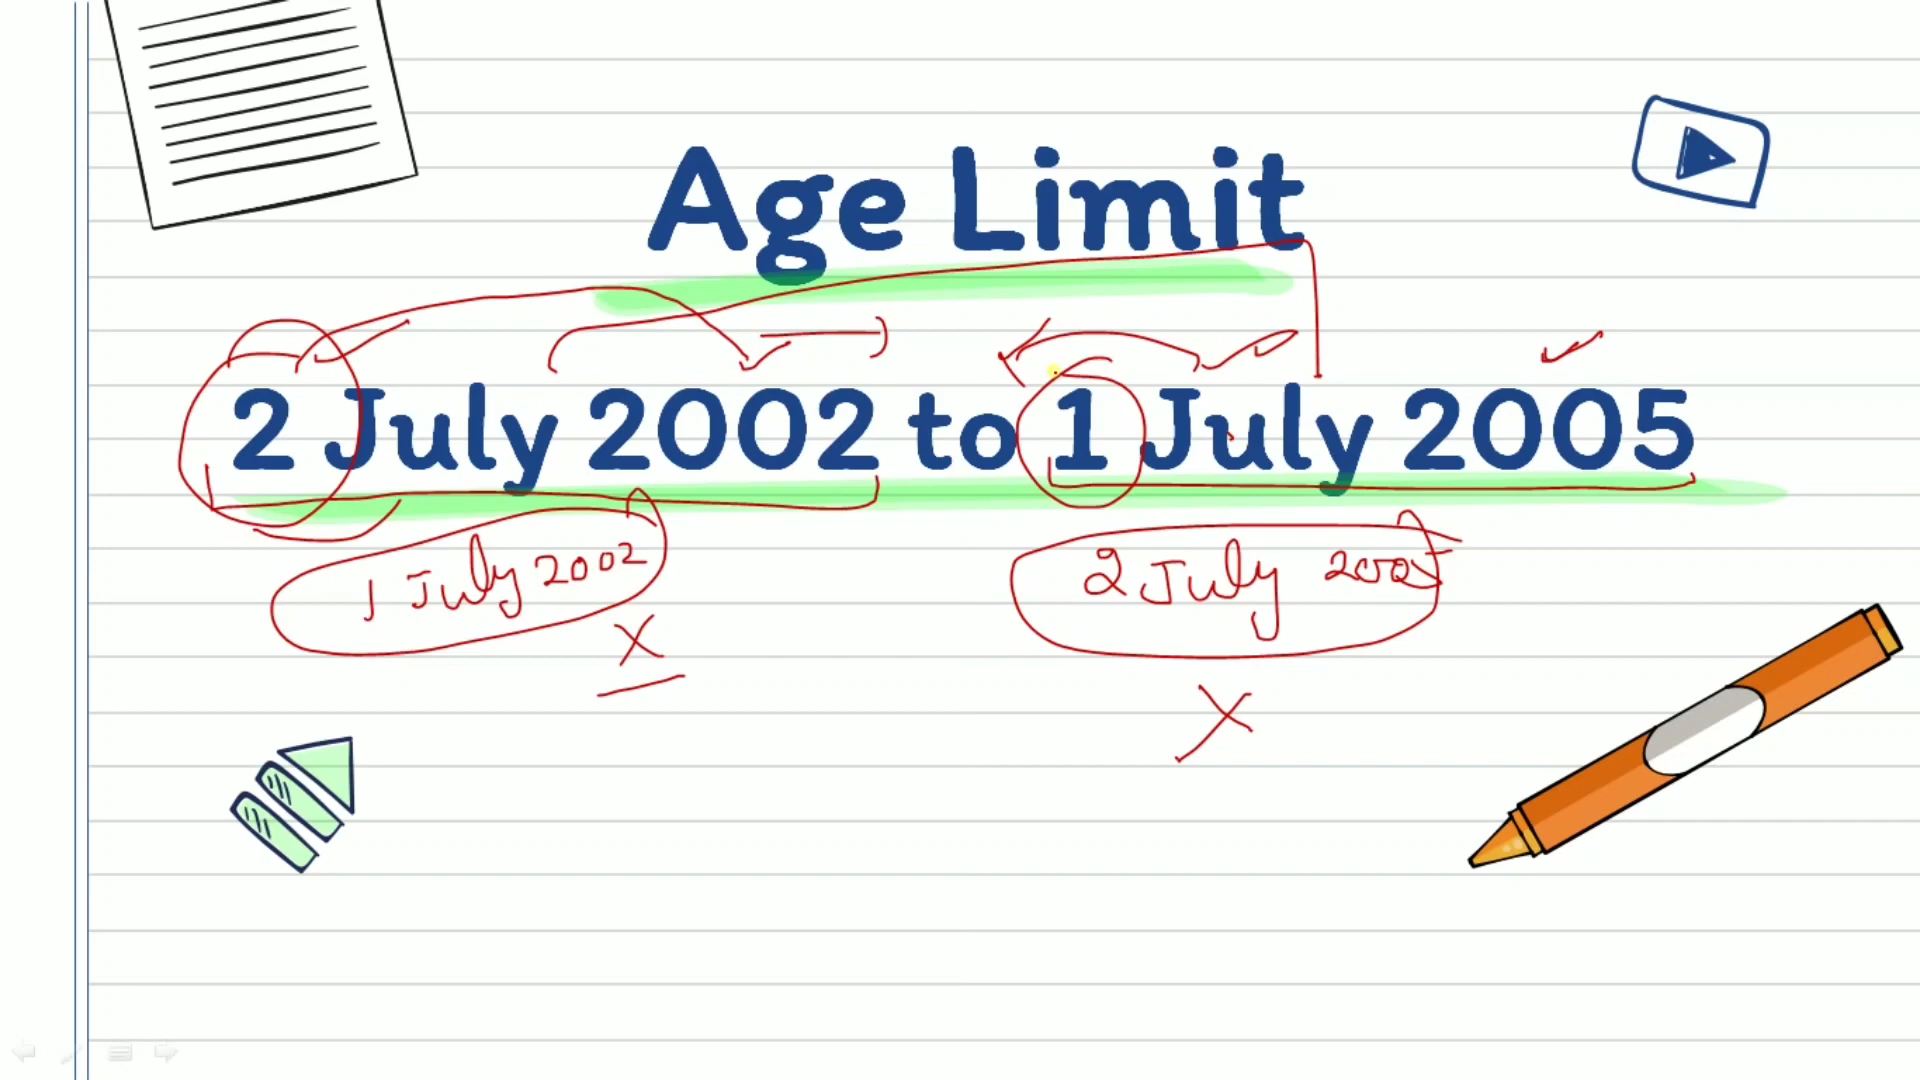 Age Limit
2 July 2002 to 1 July 2005
1 July 2002 2 July 2005
X
X